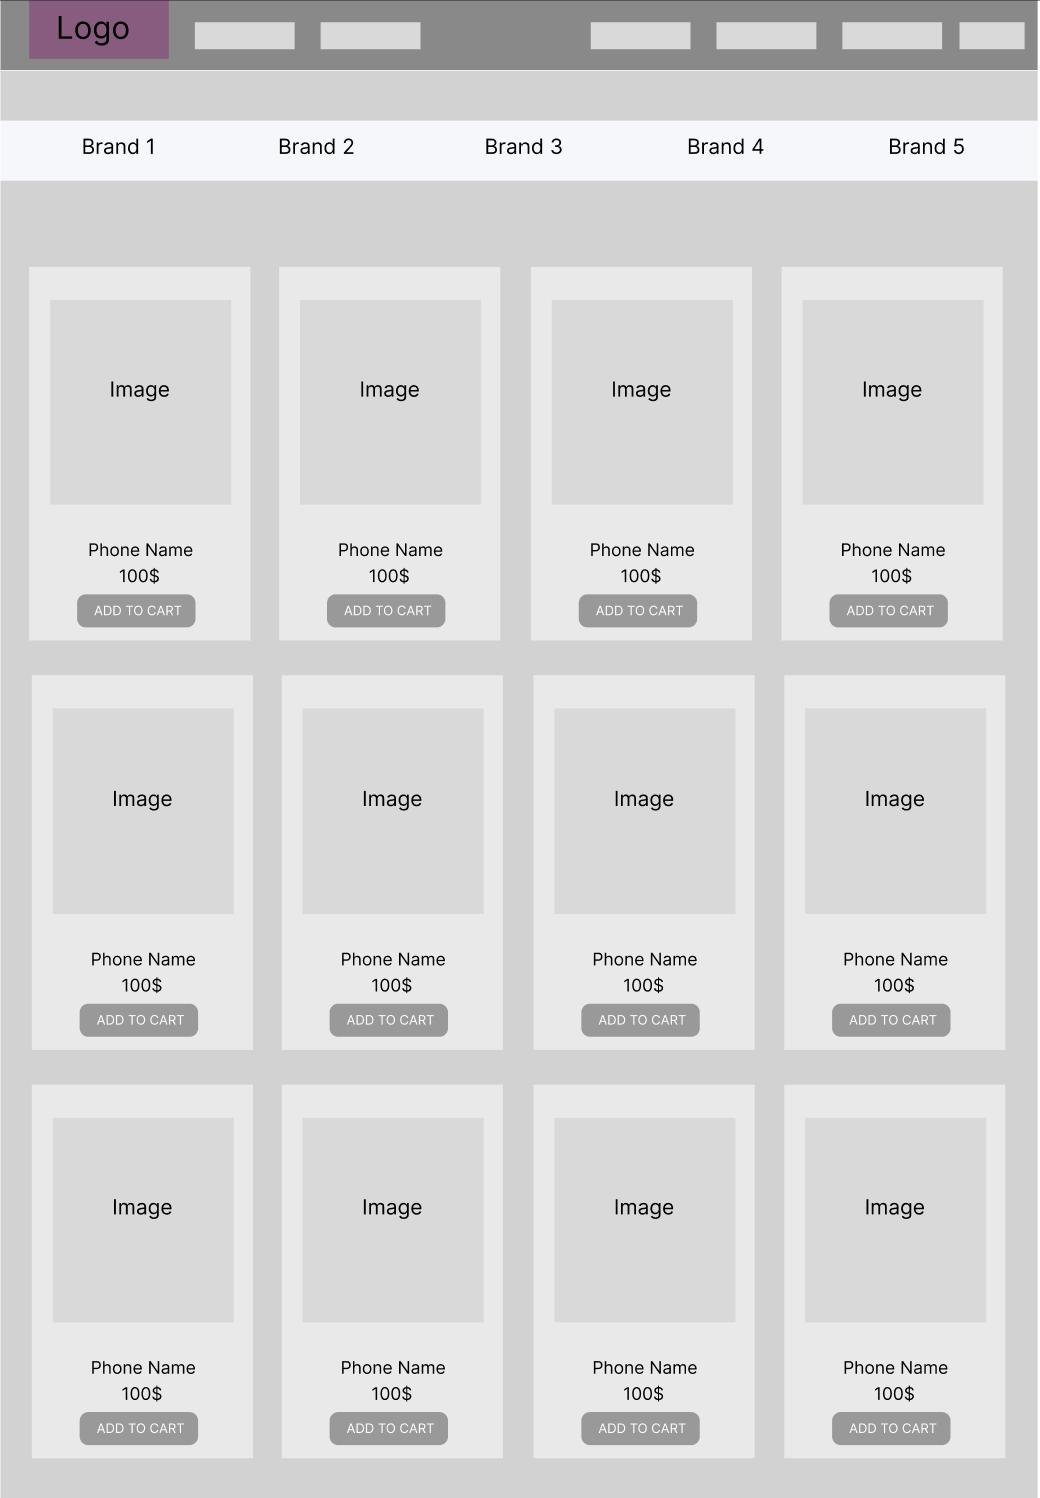 Logo
Brand 1 Brand 2 Brand 3 Brand 4 Brand 5
Image Image Image Image
Phone Name Phone Name Phone Name Phone Name
100$ 100$ 100$ 100$
ADD TO CART ADD TO CART ADD TO CART ADD TO CART
Image Image Image Image
Phone Name Phone Name Phone Name Phone Name
100$ 100$ 100$ 100$
ADD TO CART ADD TO CART ADD TO CART ADD TO CART
Image Image Image Image
Phone Name Phone Name Phone Name Phone Name
100$ 100$ 100$ 100$
ADD TO CART ADD TO CART ADD TO CART ADD TO CART